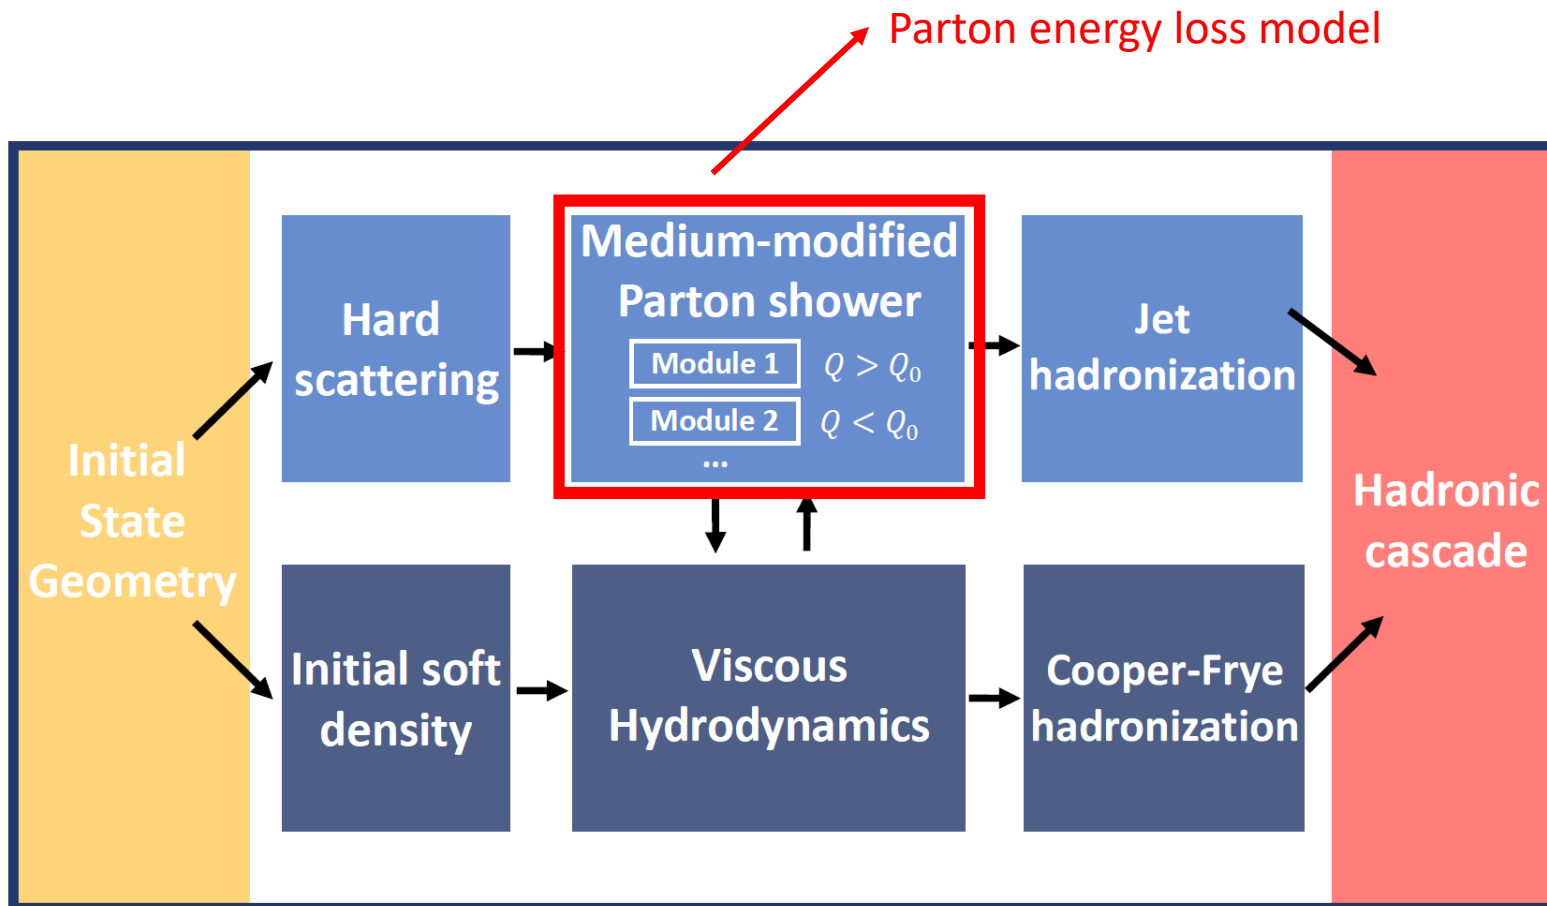 Parton energy loss model
Initial
State
Geometry
Hard
scattering
Medium-modified
Parton shower
Module 1 Q > Q₀
Module 2 Q < Q₀
...
Jet
hadronization
Initial soft
density
Viscous
Hydrodynamics
Cooper-Frye
hadronization
Hadronic
cascade